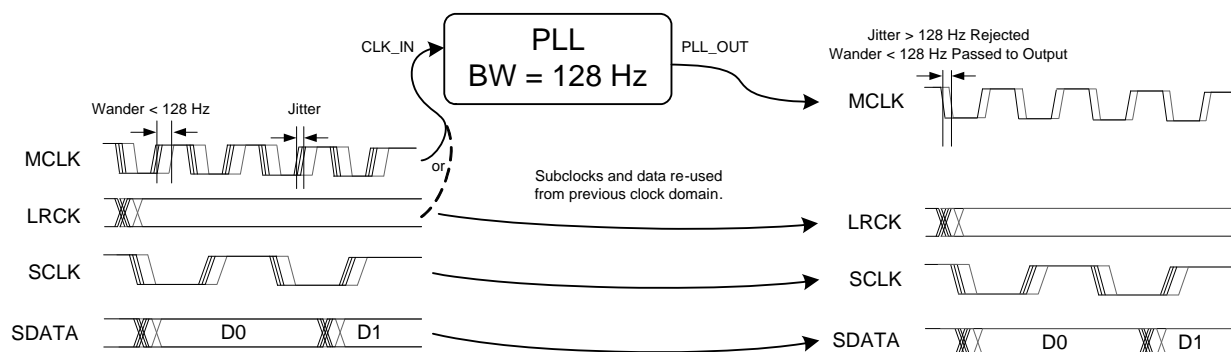 PLL
BW = 128 Hz
CLK_IN
PLL_OUT
Jitter > 128 Hz Rejected
Wander < 128 Hz Passed to Output
Wander < 128 Hz
Jitter
MCLK
or
MCLK
Subclocks and data re-used
from previous clock domain.
LRCK
LRCK
SCLK
SCLK
SDATA
D0
D1
SDATA
D0
D1